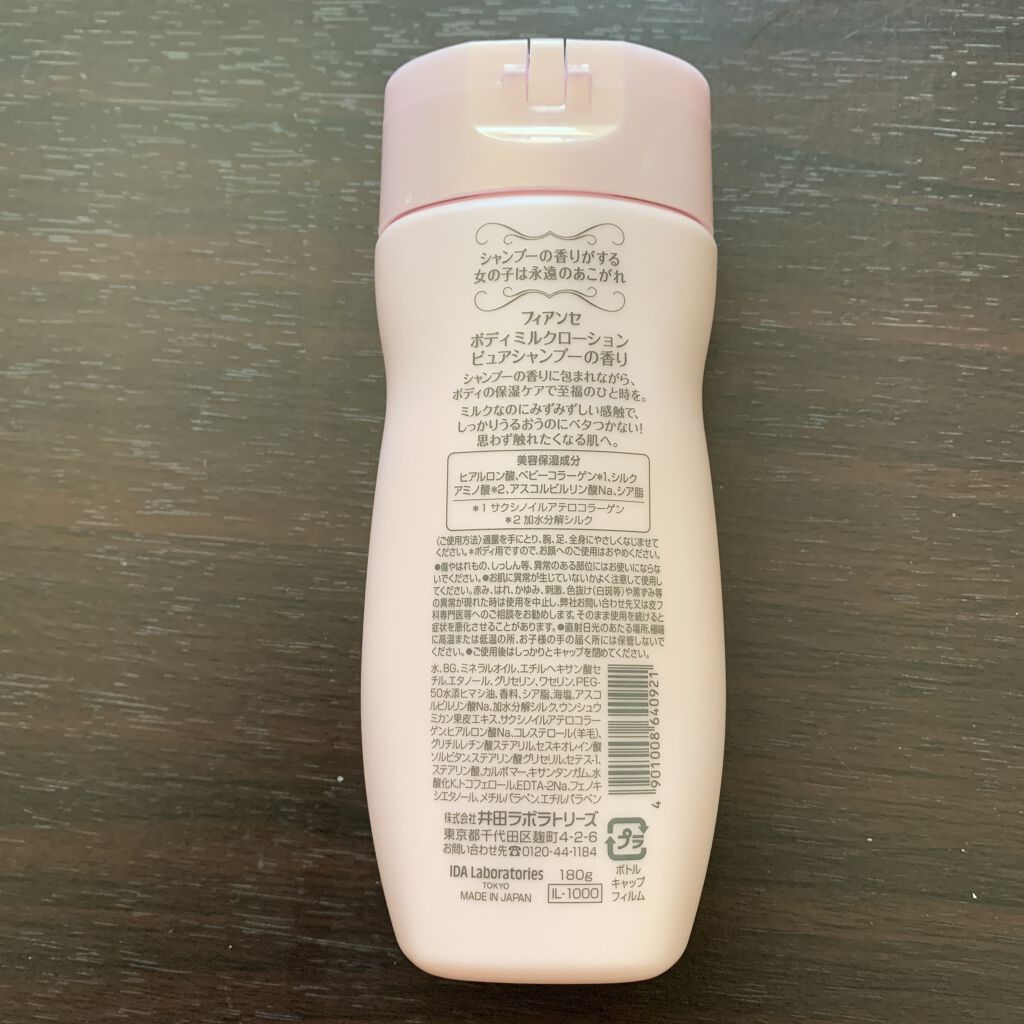 シャンプーの香りがする
女の子は永遠のあこがれ
フィアンセ
ボディミルクローション
ピュアシャンプーの香り
シャンプーの香りに包まれながら、
ボディの保湿ケアで至福のひと時を。
ミルクなのにみずみずしい感触で、
しっかりうるおうのにベタつかない!
思わず触れたくなる肌へ。
美容保湿成分
ヒアルロン酸、ベビーコラーゲン*1、シルク
アミノ酸*2、アスコルビルリン酸Na、シア脂
*1 サクシノイルアテロコラーゲン
*2 加水分解シルク
〈ご使用方法〉適量を手にとり、腕、足、全身にやさしくなじませて
ください。*ボディ用ですので、お顔へのご使用はおやめください。
●傷やはれもの、しっしん等、異常のある部位にはお使いにならな
いでください。●お肌に異常が生じていないかよく注意して使用し
てください。赤み、はれ、かゆみ、刺激、色抜け(白斑等)や黒ずみ等
の異常が現れた時は使用を中止し、弊社お問い合わせ先又は皮フ
科専門医等へのご相談をお勧めします。そのまま使用を続けると
症状を悪化させることがあります。●直射日光のあたる場所、極端
に高温または低温の所、お子様の手の届く所には保管しないで
ください。●ご使用後はしっかりとキャップを閉めてください。
水、BG、ミネラルオイル、エチルヘキサン酸セ
チル、エタノール、グリセリン、ワセリン、PEG-
50水添ヒマシ油、香料、シア脂、海塩、アスコ
ルビルリン酸Na、加水分解シルク、ウンシュウ
ミカン果皮エキス、サクシノイルアテロコラー
ゲン、ヒアルロン酸Na、コレステロール(羊毛)、
グリチルレチン酸ステアリル、セスキオレイン酸
ソルビタン、ステアリン酸グリセリル、セテス-1、
ステアリン酸、カルボマー、キサンタンガム、水
酸化K、トコフェロール、EDTA-2Na、フェノキ
シエタノール、メチルパラベン、エチルパラベン
4 901008 640921
株式会社 井田ラボラトリーズ
東京都千代田区麹町4-2-6
お問い合わせ先☎0120-44-1184
プラ
ボトル
キャップ
フィルム
IDA Laboratories 180g
TOKYO
MADE IN JAPAN IL-1000